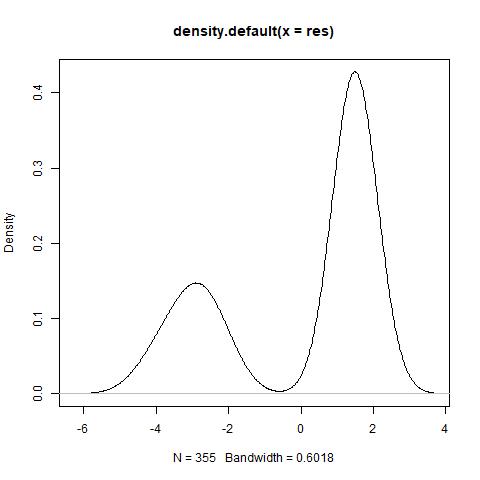 density.default(x = res)
Density
0.0
0.1
0.2
0.3
0.4
-6 -4 -2 0 2 4
N = 355 Bandwidth = 0.6018